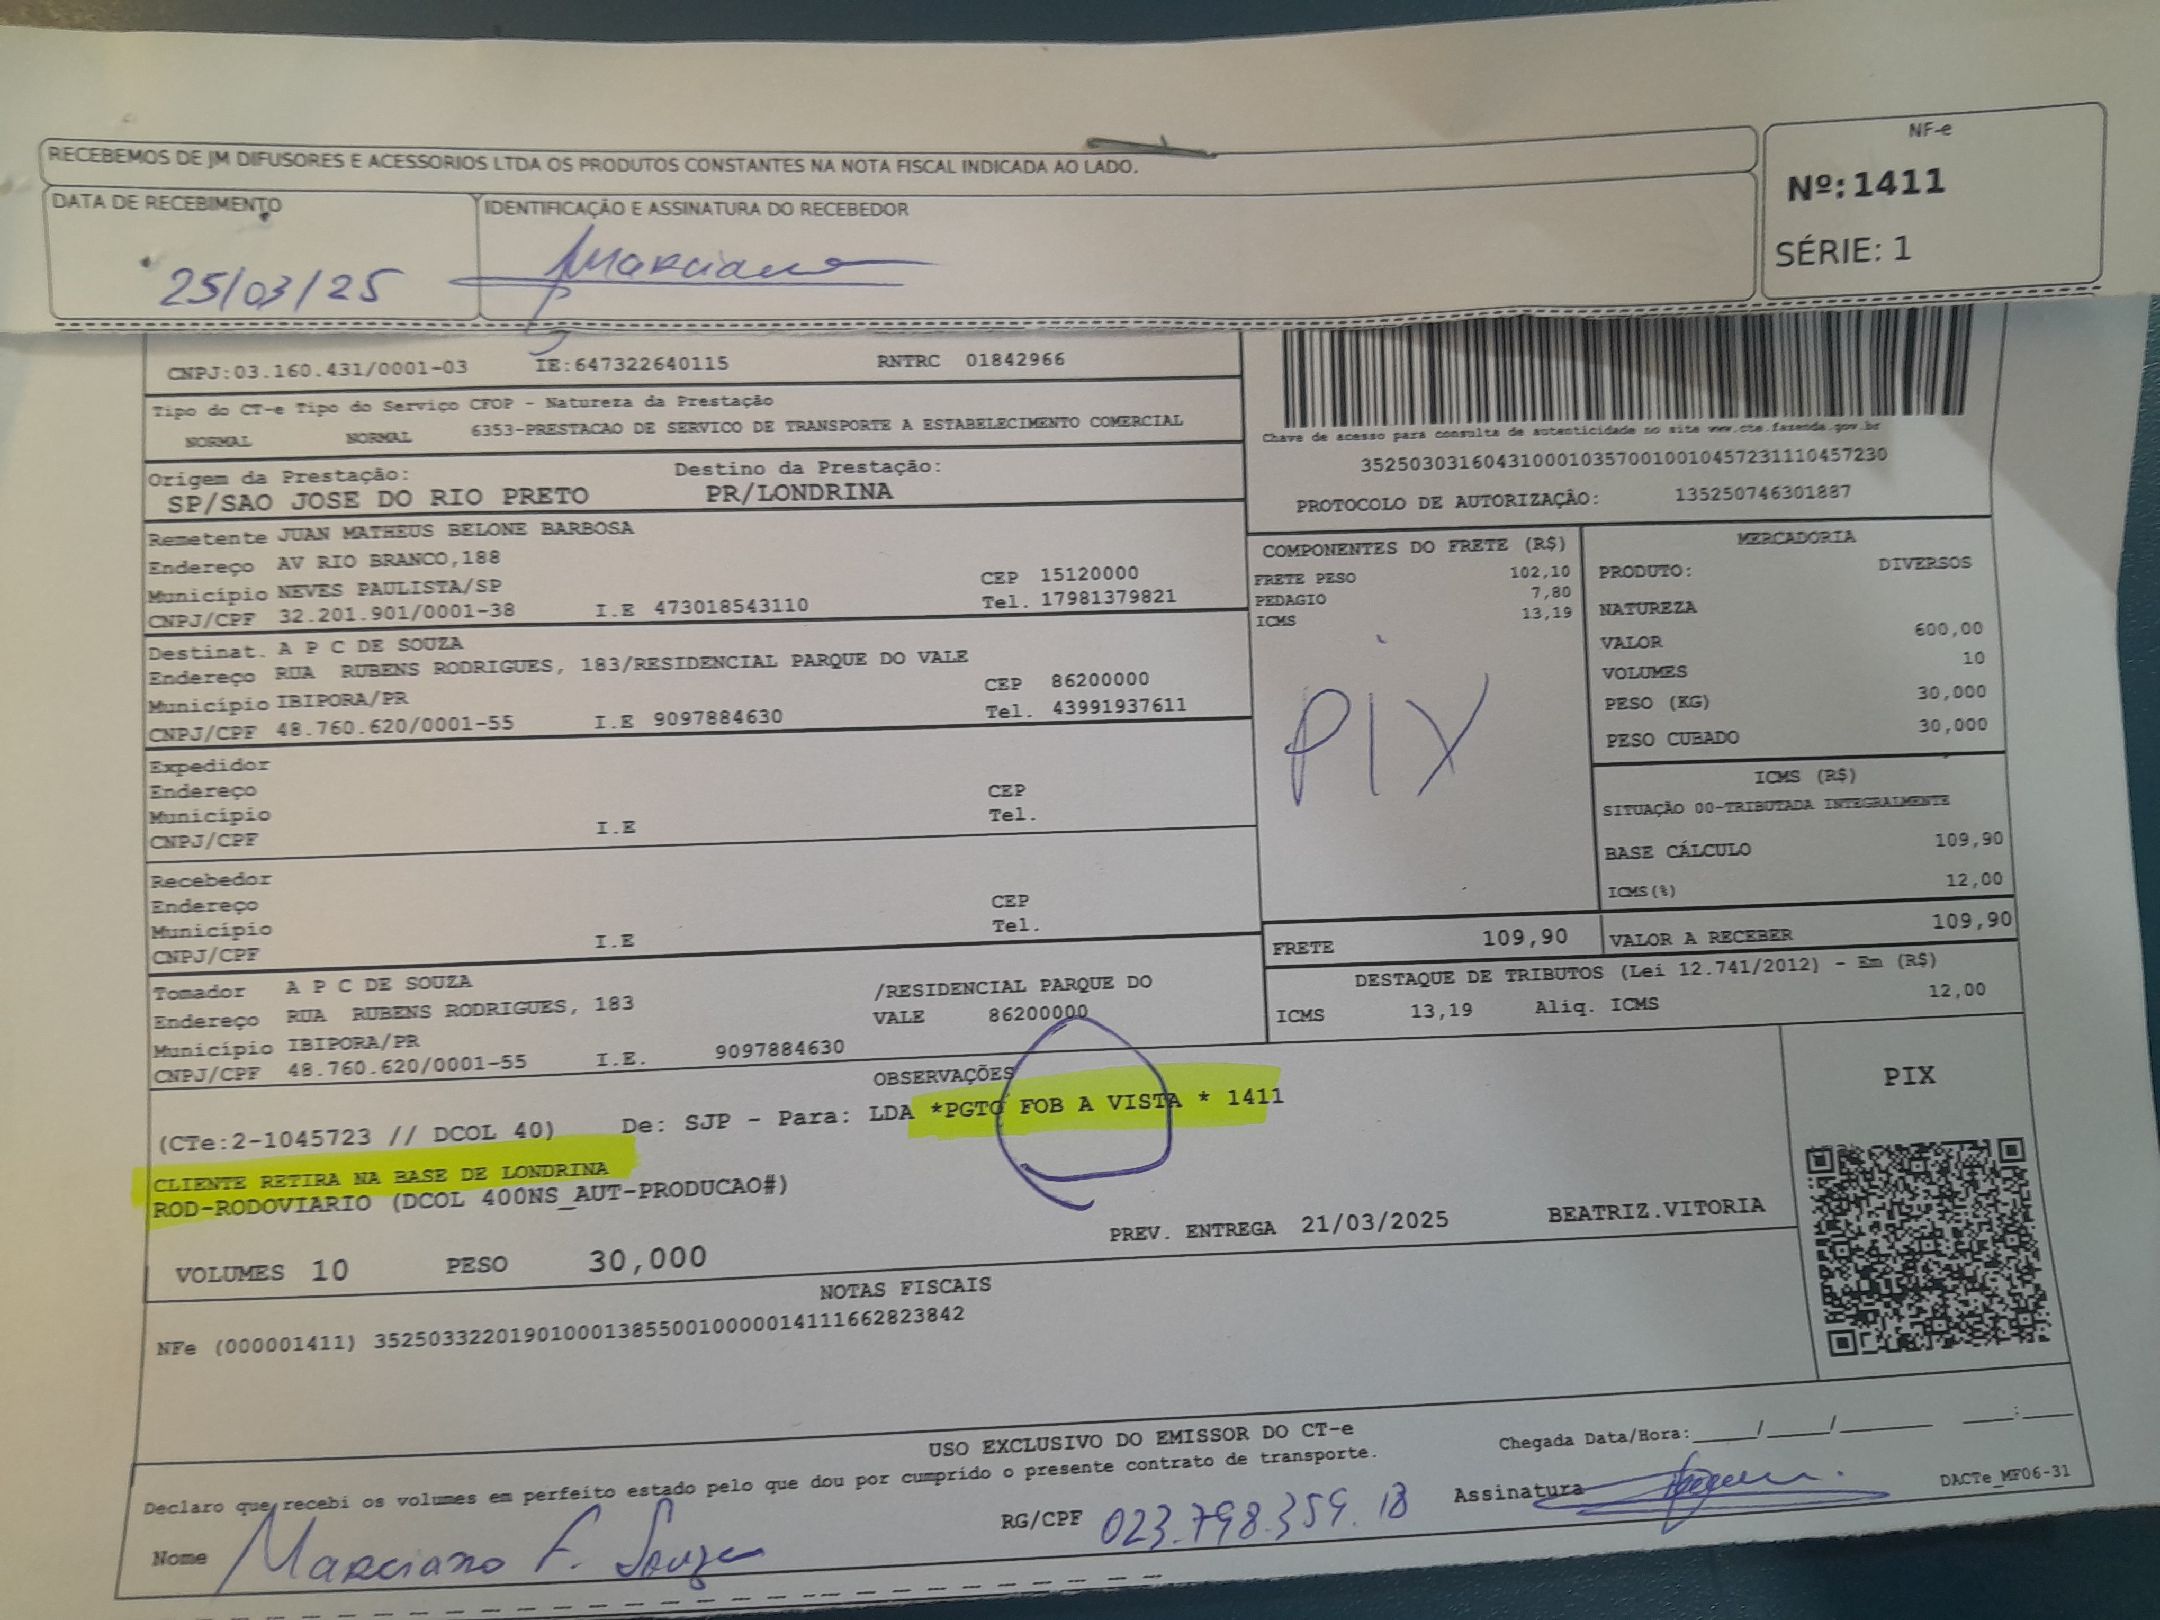 RECEBEMOS DE JM DIFUSORES E ACESSORIOS LTDA OS PRODUTOS CONSTANTES NA NOTA FISCAL INDICADA AO LADO.
NF-e
Nº: 1411
SÉRIE: 1
DATA DE RECEBIMENTO
IDENTIFICAÇÃO E ASSINATURA DO RECEBEDOR
25/03/25
Marciano
CNPJ:03.160.431/0001-03 IE:647322640115 RNTRC 01842966
Tipo do CT-e Tipo do Serviço CFOP - Natureza da Prestação
NORMAL NORMAL 6353-PRESTACAO DE SERVICO DE TRANSPORTE A ESTABELECIMENTO COMERCIAL
Chave de acesso para consulta de autenticidade no site www.cte.fazenda.gov.br
35250303160431000103570010010457231110457230
PROTOCOLO DE AUTORIZAÇÃO: 135250746301887
Origem da Prestação: Destino da Prestação:
SP/SAO JOSE DO RIO PRETO PR/LONDRINA
Remetente JUAN MATHEUS BELONE BARBOSA
Endereço AV RIO BRANCO,188
Município NEVES PAULISTA/SP CEP 15120000
CNPJ/CPF 32.201.901/0001-38 I.E 473018543110 Tel. 17981379821
Destinat. A P C DE SOUZA
Endereço RUA RUBENS RODRIGUES, 183/RESIDENCIAL PARQUE DO VALE
Município IBIPORA/PR CEP 86200000
CNPJ/CPF 48.760.620/0001-55 I.E 9097884630 Tel. 43991937611
Expedidor
Endereço CEP
Município Tel.
CNPJ/CPF I.E
Recebedor
Endereço CEP
Município Tel.
CNPJ/CPF I.E
Tomador A P C DE SOUZA /RESIDENCIAL PARQUE DO
Endereço RUA RUBENS RODRIGUES, 183 VALE 86200000
Município IBIPORA/PR
CNPJ/CPF 48.760.620/0001-55 I.E. 9097884630
COMPONENTES DO FRETE (R$)
FRETE PESO 102,10
PEDAGIO 7,80
ICMS 13,19
PIX
MERCADORIA
PRODUTO: DIVERSOS
NATUREZA
VALOR 600,00
VOLUMES 10
PESO (KG) 30,000
PESO CUBADO 30,000
ICMS (R$)
SITUAÇÃO 00-TRIBUTADA INTEGRALMENTE
BASE CÁLCULO 109,90
ICMS(%) 12,00
FRETE 109,90 VALOR A RECEBER 109,90
DESTAQUE DE TRIBUTOS (Lei 12.741/2012) - Em (R$)
ICMS 13,19 Aliq. ICMS 12,00
OBSERVAÇÕES
(CTe:2-1045723 // DCOL 40) De: SJP - Para: LDA *PGTO FOB A VISTA * 1411
CLIENTE RETIRA NA BASE DE LONDRINA
ROD-RODOVIARIO (DCOL 400NS_AUT-PRODUCAO#)
PREV. ENTREGA 21/03/2025 BEATRIZ.VITORIA
VOLUMES 10 PESO 30,000
PIX
NOTAS FISCAIS
NFe (000001411) 35250332201901000138550010000014111662823842
USO EXCLUSIVO DO EMISSOR DO CT-e
Declaro que recebi os volumes em perfeito estado pelo que dou por cumprido o presente contrato de transporte.
Chegada Data/Hora:_____/_____/_______ ____:____
Nome Marciano F. Souza RG/CPF 023.798.359.18 Assinatura
DACTe_MF06-31